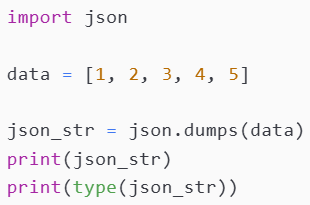 import json

data = [1, 2, 3, 4, 5]

json_str = json.dumps(data)
print(json_str)
print(type(json_str))